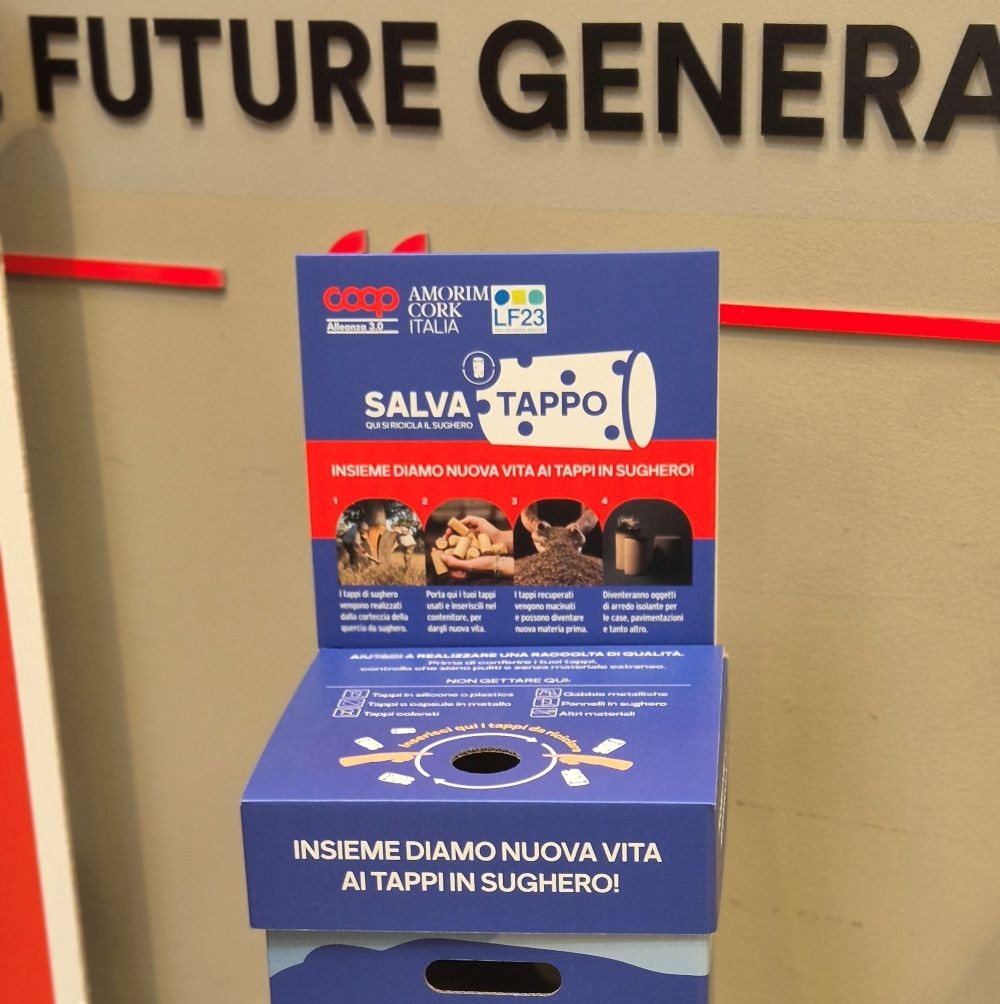 FUTURE GENERA
coop
Alleanza 3.0
AMORIM
CORK
ITALIA
LF23
SALVA TAPPO
QUI SI RICICLA IL SUGHERO
INSIEME DIAMO NUOVA VITA AI TAPPI IN SUGHERO!
1
2
3
4
I tappi di sughero
vengono realizzati
dalla corteccia della
quercia da sughero.
Porta qui i tuoi tappi
usati e inseriscili nel
contenitore, per
dargli nuova vita.
I tappi recuperati
vengono macinati
e possono diventare
nuova materia prima.
Diventeranno oggetti
di arredo isolante per
le case, pavimentazioni
e tanto altro.
AIUTACI A REALIZZARE UNA RACCOLTA DI QUALITÀ.
Prima di conferire i tuoi tappi,
controlla che siano puliti e senza materiale estraneo.
NON GETTARE QUI:
Tappi in silicone o plastica
Tappi o capsule in metallo
Tappi colorati
Gabbie metalliche
Pannelli in sughero
Altri materiali
Inserisci qui i tappi da riciclare
INSIEME DIAMO NUOVA VITA
AI TAPPI IN SUGHERO!